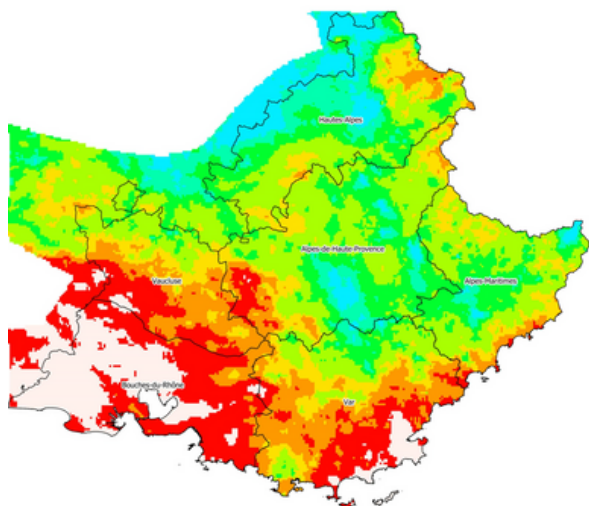 Hautes-Alpes
Alpes-de-Haute-Provence
Vaucluse
Alpes-Maritimes
Bouches-du-Rhône
Var